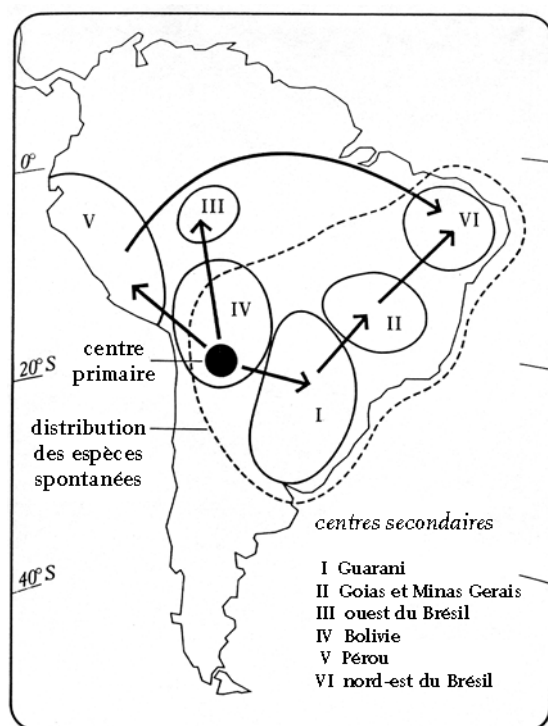 0°
III
V
VI
IV
II
centre
primaire
20° S
I
distribution
des espèces
spontanées
centres secondaires
I Guarani
II Goias et Minas Gerais
III ouest du Brésil
40° S
IV Bolivie
V Pérou
VI nord-est du Brésil